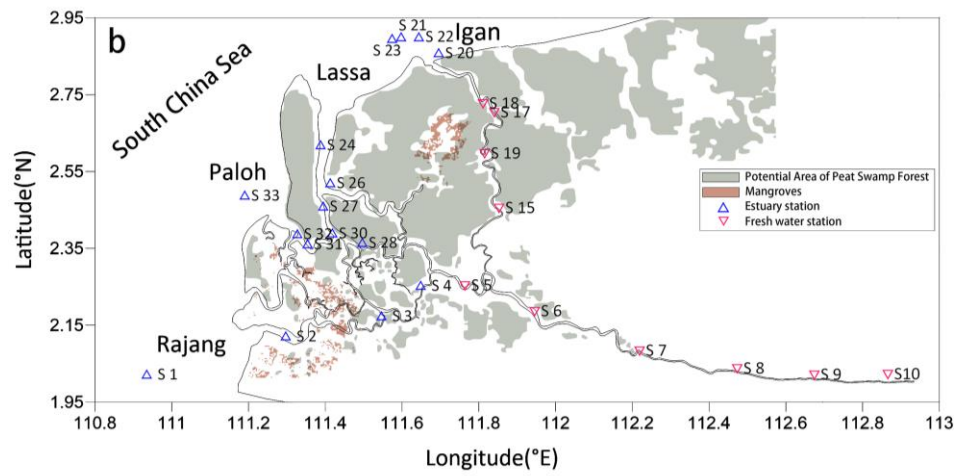 b
2.95
2.75
2.55
2.35
2.15
1.95
Latitude(°N)
South China Sea
Igan
Lassa
Paloh
Rajang
S 21
S 22
S 23
S 20
S 18
S 17
S 24
S 19
S 26
S 33
S 27
S 15
S 32
S 30
S 31
S 28
S 4
S 5
S 6
S 3
S 2
S 7
S 1
S 8
S 9
S10
Potential Area of Peat Swamp Forest
Mangroves
Estuary station
Fresh water station
110.8 111 111.2 111.4 111.6 111.8 112 112.2 112.4 112.6 112.8 113
Longitude(°E)